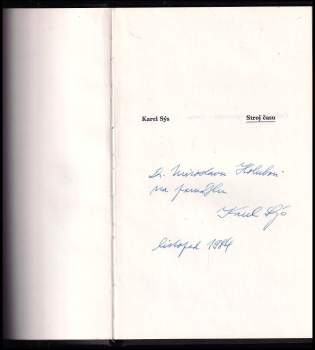 Karel Sýs
Stroj času
Dr. Miroslavu Holubovi
na památku
Karel Sýs
listopad 1984